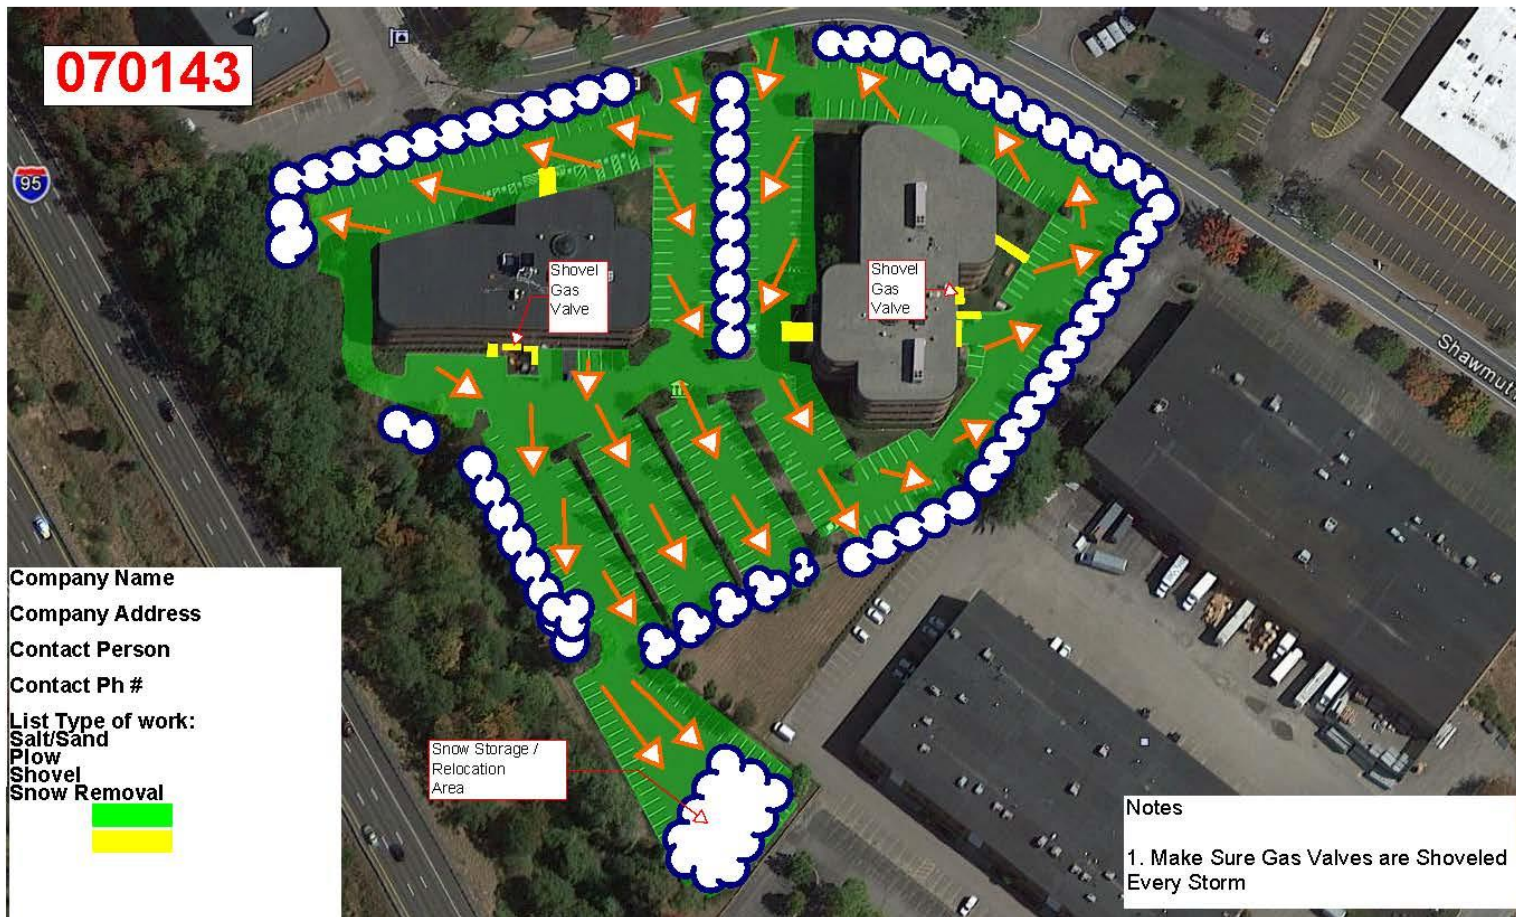 070143
95
Shovel
Gas
Valve
Shovel
Gas
Valve
Company Name
Company Address
Contact Person
Contact Ph #
List Type of work:
Salt/Sand
Plow
Shovel
Snow Removal
Snow Storage /
Relocation
Area
Notes
1. Make Sure Gas Valves are Shoveled
Every Storm